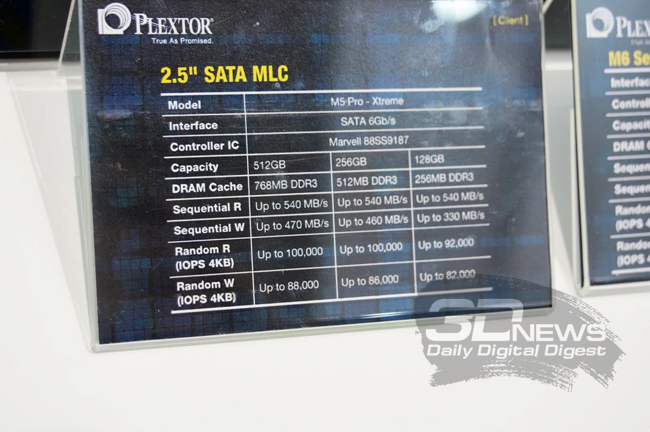 PLEXTOR®
True As Promised.
[ Client ]
2.5" SATA MLC
Model M5 Pro - Xtreme
Interface SATA 6Gb/s
Controller IC Marvell 88SS9187
Capacity 512GB 256GB 128GB
DRAM Cache 768MB DDR3 512MB DDR3 256MB DDR3
Sequential R Up to 540 MB/s Up to 540 MB/s Up to 540 MB/s
Sequential W Up to 470 MB/s Up to 460 MB/s Up to 330 MB/s
Random R
(IOPS 4KB) Up to 100,000 Up to 100,000 Up to 92,000
Random W
(IOPS 4KB) Up to 88,000 Up to 86,000 Up to 82,000
PLEX
M6 Se
Interfac
Controll
Capacit
DRAM
Sequen
Sequen
Random
(IOPS 4
Random
(IOPS 4
3DNEWS
Daily Digital Digest